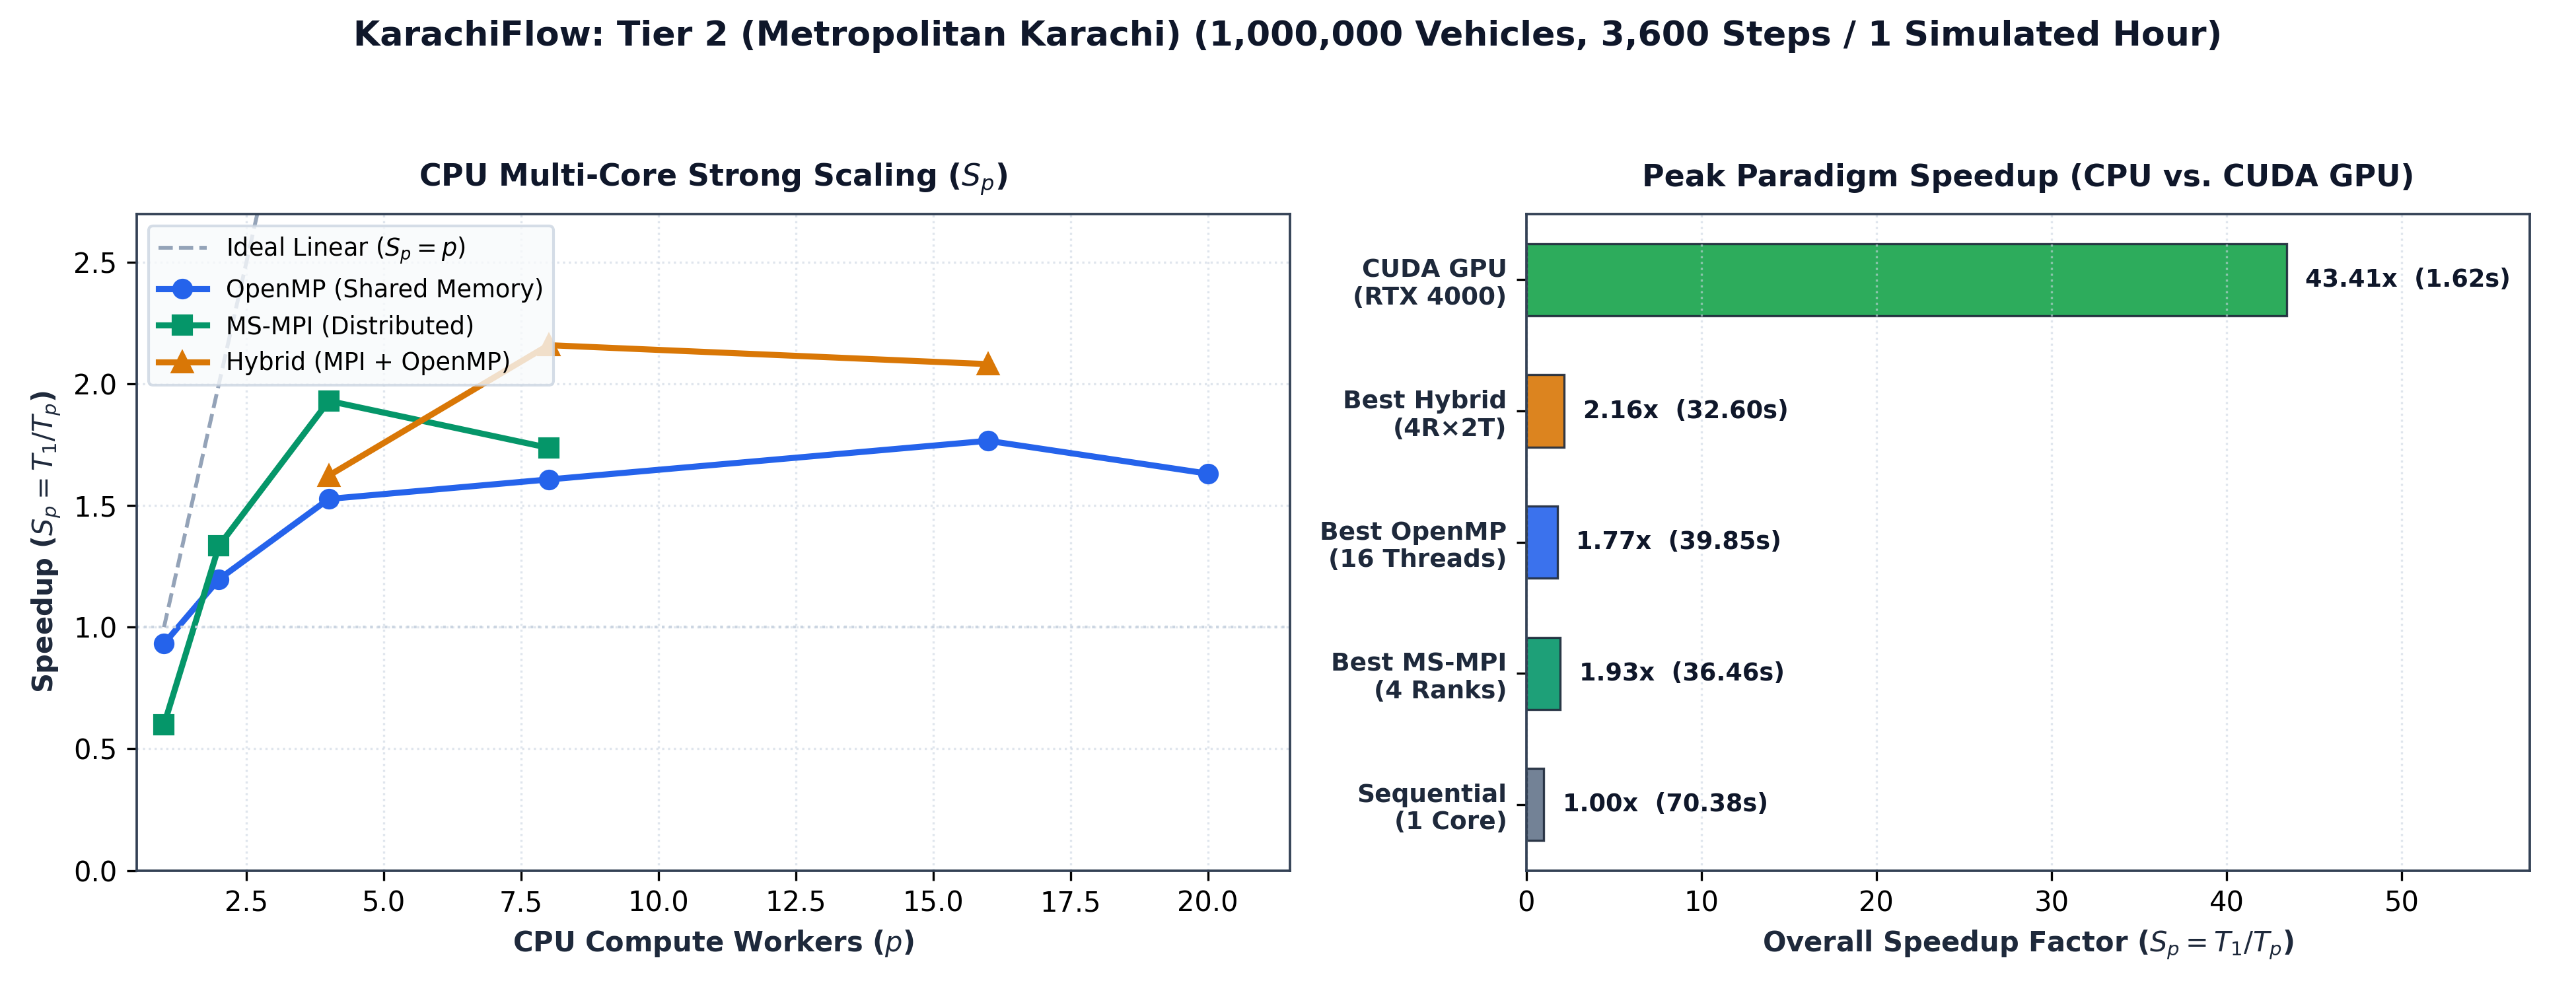 KarachiFlow: Tier 2 (Metropolitan Karachi) (1,000,000 Vehicles, 3,600 Steps / 1 Simulated Hour)
CPU Multi-Core Strong Scaling (Sₚ)
Ideal Linear (Sₚ = p)
OpenMP (Shared Memory)
MS-MPI (Distributed)
Hybrid (MPI + OpenMP)
Speedup (Sₚ = T₁/Tₚ)
2.5
2.0
1.5
1.0
0.5
0.0
2.5 5.0 7.5 10.0 12.5 15.0 17.5 20.0
CPU Compute Workers (p)
Peak Paradigm Speedup (CPU vs. CUDA GPU)
CUDA GPU
(RTX 4000)
43.41x (1.62s)
Best Hybrid
(4R×2T)
2.16x (32.60s)
Best OpenMP
(16 Threads)
1.77x (39.85s)
Best MS-MPI
(4 Ranks)
1.93x (36.46s)
Sequential
(1 Core)
1.00x (70.38s)
0 10 20 30 40 50
Overall Speedup Factor (Sₚ = T₁/Tₚ)